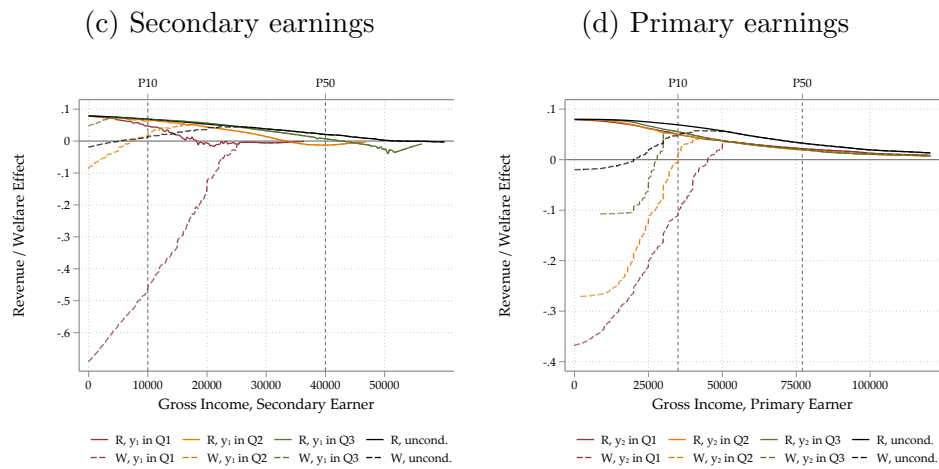 (c) Secondary earnings
(d) Primary earnings
P10 P50
.1
0
-.1
-.2
-.3
-.4
-.5
-.6
Revenue / Welfare Effect
0 10000 20000 30000 40000 50000
Gross Income, Secondary Earner
R, y₁ in Q1 R, y₁ in Q2 R, y₁ in Q3 R, uncond.
W, y₁ in Q1 W, y₁ in Q2 W, y₁ in Q3 W, uncond.
P10 P50
.1
0
-.1
-.2
-.3
-.4
Revenue / Welfare Effect
0 25000 50000 75000 100000
Gross Income, Primary Earner
R, y₂ in Q1 R, y₂ in Q2 R, y₂ in Q3 R, uncond.
W, y₂ in Q1 W, y₂ in Q2 W, y₂ in Q3 W, uncond.